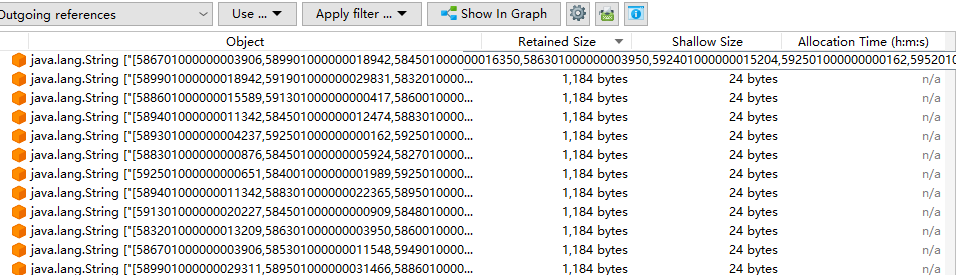 Outgoing references Use ... Apply filter ... Show In Graph
Object Retained Size Shallow Size Allocation Time (h:m:s)
java.lang.String ["[586701000000003906,589901000000018942,584501000000016350,586301000000003950,592401000000015204,592501000000000162,5952010
java.lang.String ["[589901000000018942,591901000000029831,5832010000... 1,184 bytes 24 bytes n/a
java.lang.String ["[588601000000015589,591301000000000417,5860010000... 1,184 bytes 24 bytes n/a
java.lang.String ["[589401000000011342,584501000000012474,5883010000... 1,184 bytes 24 bytes n/a
java.lang.String ["[589301000000004237,592501000000000162,5925010000... 1,184 bytes 24 bytes n/a
java.lang.String ["[588301000000000876,584501000000005924,5827010000... 1,184 bytes 24 bytes n/a
java.lang.String ["[592501000000000651,584001000000001989,5925010000... 1,184 bytes 24 bytes n/a
java.lang.String ["[589401000000011342,588301000000022365,5895010000... 1,184 bytes 24 bytes n/a
java.lang.String ["[591301000000020227,584501000000000909,5848010000... 1,184 bytes 24 bytes n/a
java.lang.String ["[583201000000013209,586301000000003950,5860010000... 1,184 bytes 24 bytes n/a
java.lang.String ["[586701000000003906,585301000000011548,5949010000... 1,184 bytes 24 bytes n/a
java.lang.String ["[589901000000029311,589501000000031466,5886010000... 1,184 bytes 24 bytes n/a